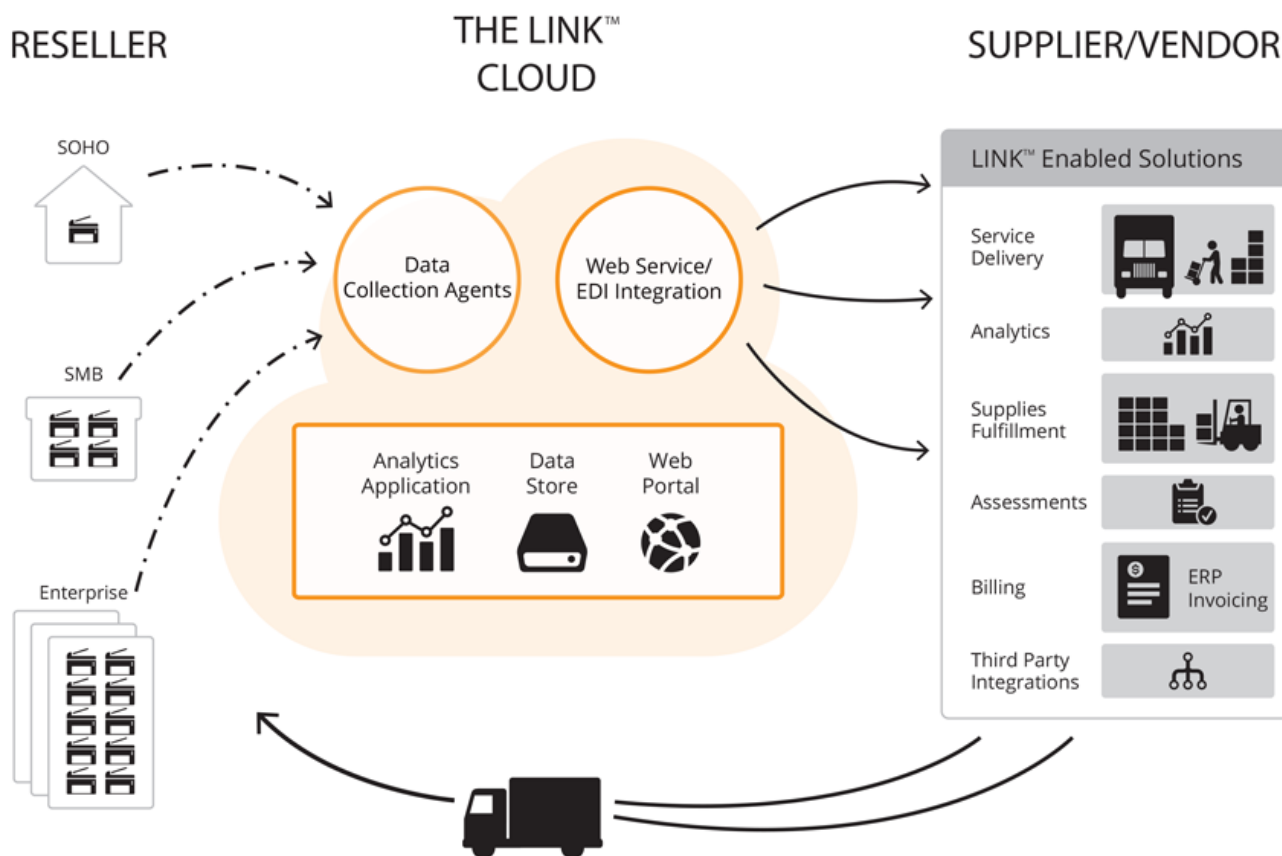 RESELLER
THE LINK™
CLOUD
SUPPLIER/VENDOR
SOHO
SMB
Enterprise
Data
Collection Agents
Web Service/
EDI Integration
Analytics
Application
Data
Store
Web
Portal
LINK™ Enabled Solutions
Service
Delivery
Analytics
Supplies
Fulfillment
Assessments
Billing
$
ERP
Invoicing
Third Party
Integrations